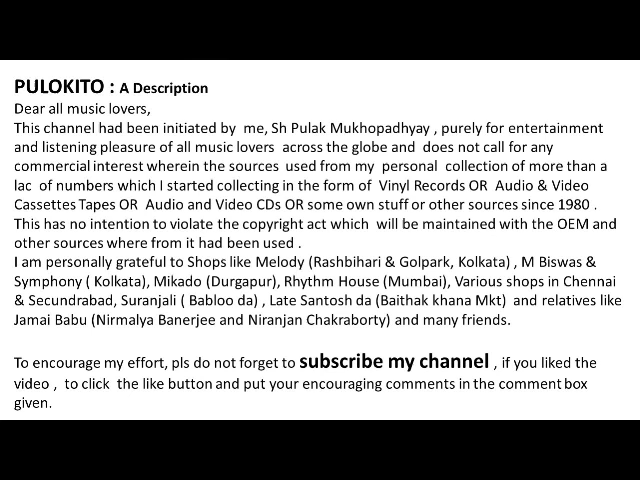 PULOKITO : A Description
Dear all music lovers,
This channel had been initiated by me, Sh Pulak Mukhopadhyay , purely for entertainment
and listening pleasure of all music lovers across the globe and does not call for any
commercial interest wherein the sources used from my personal collection of more than a
lac of numbers which I started collecting in the form of Vinyl Records OR Audio & Video
Cassettes Tapes OR Audio and Video CDs OR some own stuff or other sources since 1980 .
This has no intention to violate the copyright act which will be maintained with the OEM and
other sources where from it had been used .
I am personally grateful to Shops like Melody (Rashbihari & Golpark, Kolkata) , M Biswas &
Symphony ( Kolkata), Mikado (Durgapur), Rhythm House (Mumbai), Various shops in Chennai
& Secundrabad, Suranjali ( Babloo da) , Late Santosh da (Baithak khana Mkt) and relatives like
Jamai Babu (Nirmalya Banerjee and Niranjan Chakraborty) and many friends.
To encourage my effort, pls do not forget to subscribe my channel , if you liked the
video , to click the like button and put your encouraging comments in the comment box
given.